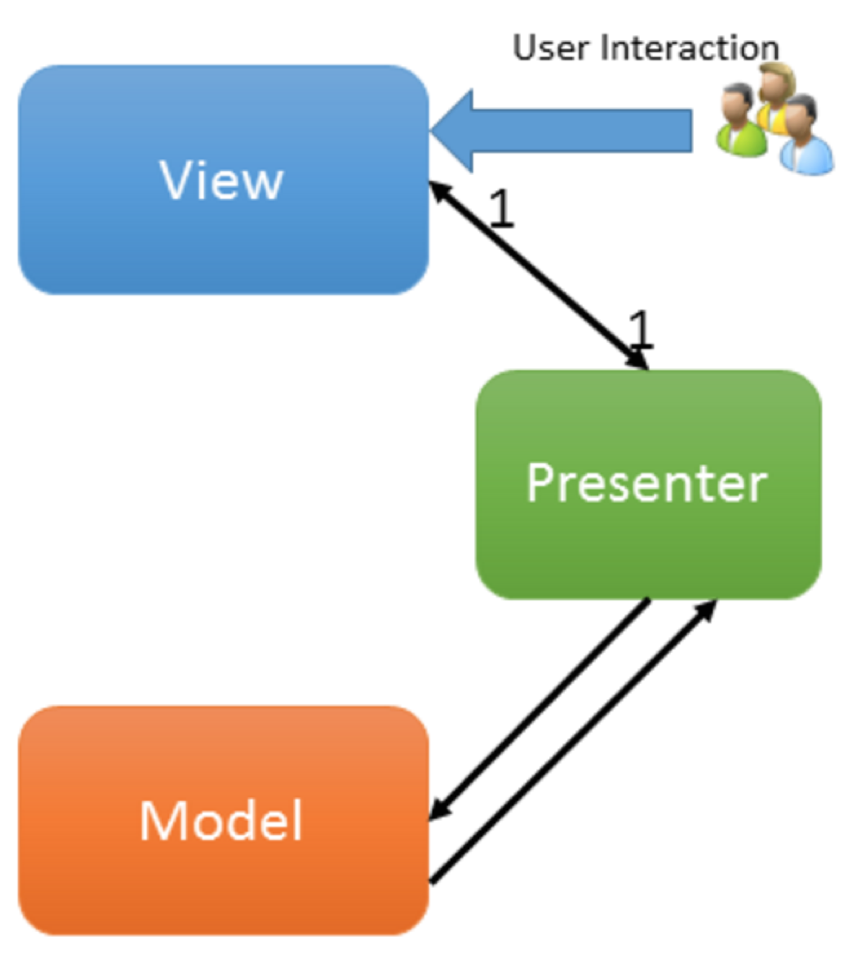 User Interaction
View
1
1
Presenter
Model